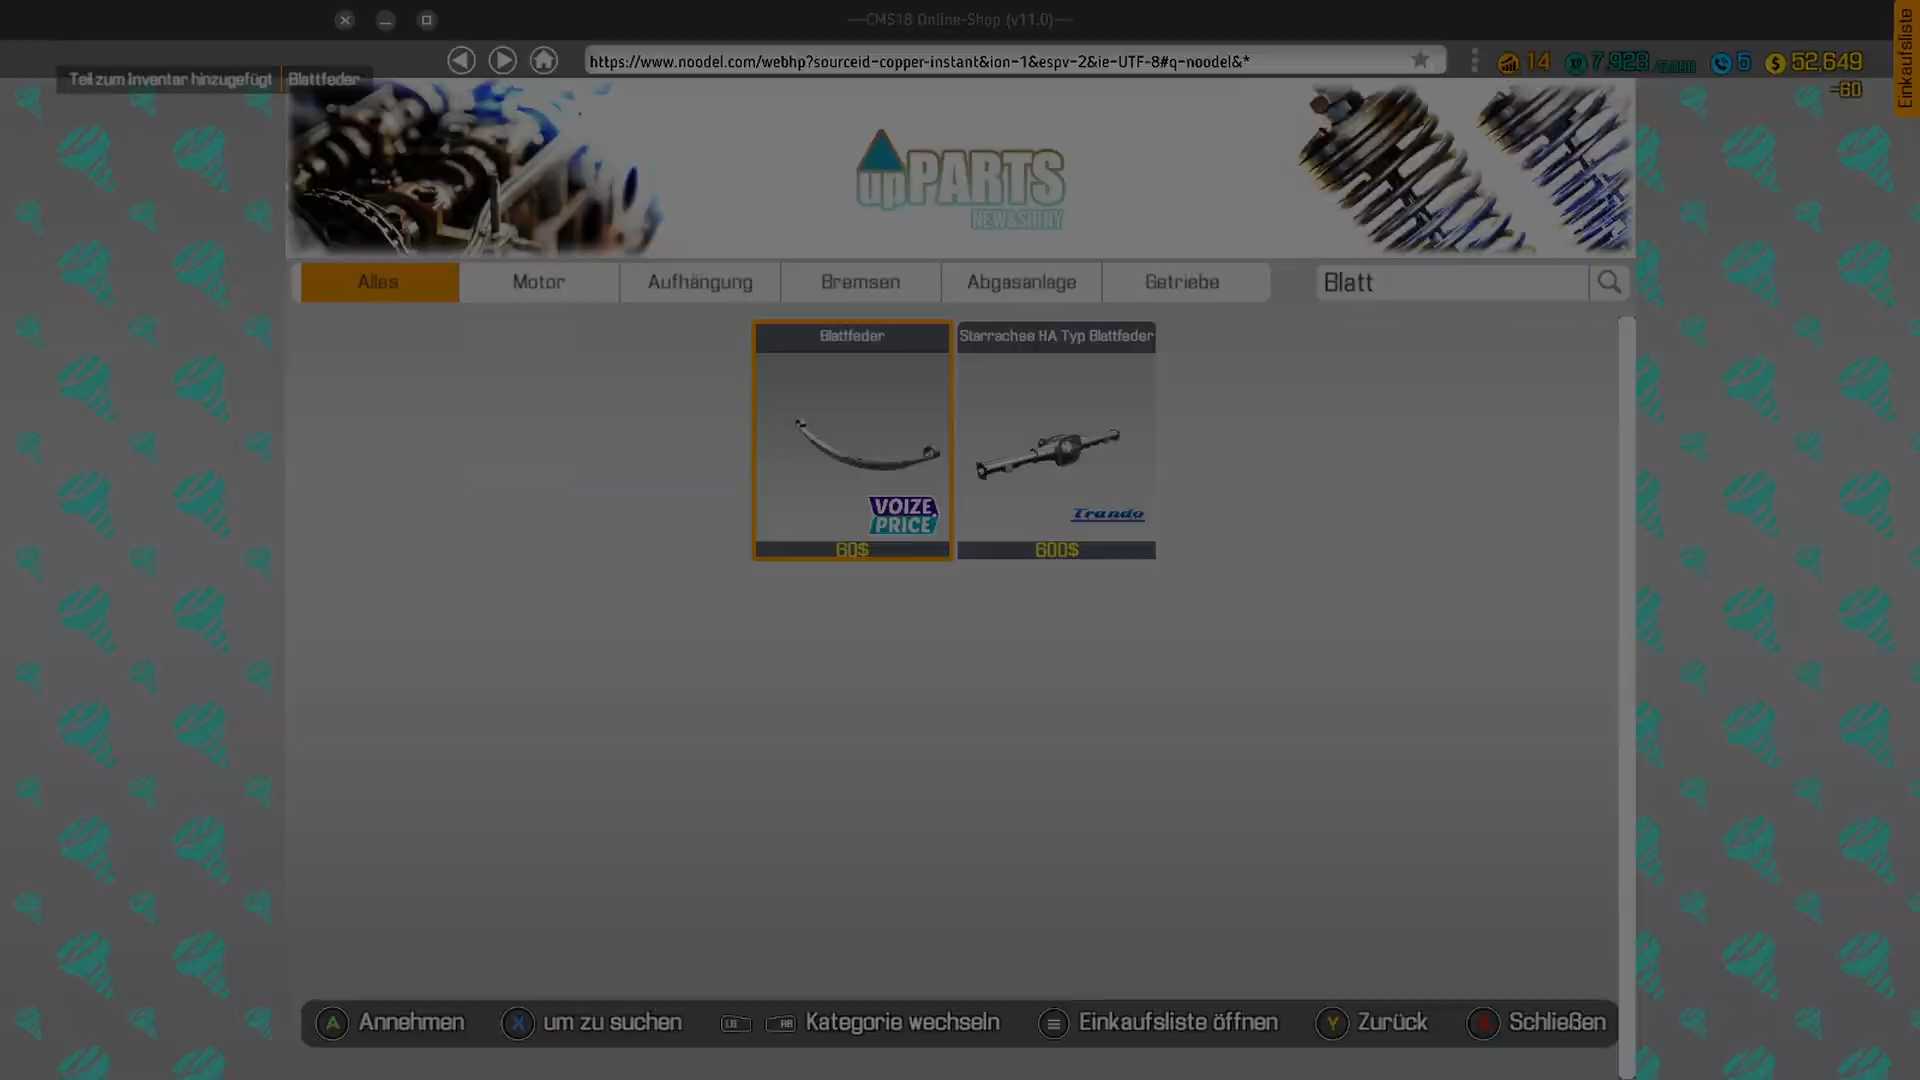 —CMS18 Online-Shop (v11.0)—
https://www.noodel.com/webhp?sourceid-copper-instant&ion-1&espv-2&ie-UTF-8#q-noodel&*
14
XP 7,928
5
$ 52,649
-60
Einkaufsliste
Teil zum Inventar hinzugefügt
Blattfeder
upPARTS
NEW&SHINY
Alles
Motor
Aufhängung
Bremsen
Abgasanlage
Getriebe
Blatt
Blattfeder
Starrachse HA Typ Blattfeder
VOIZE
PRICE
Trando
60$
600$
A Annehmen
X um zu suchen
LB RB Kategorie wechseln
Einkaufsliste öffnen
Y Zurück
Schließen